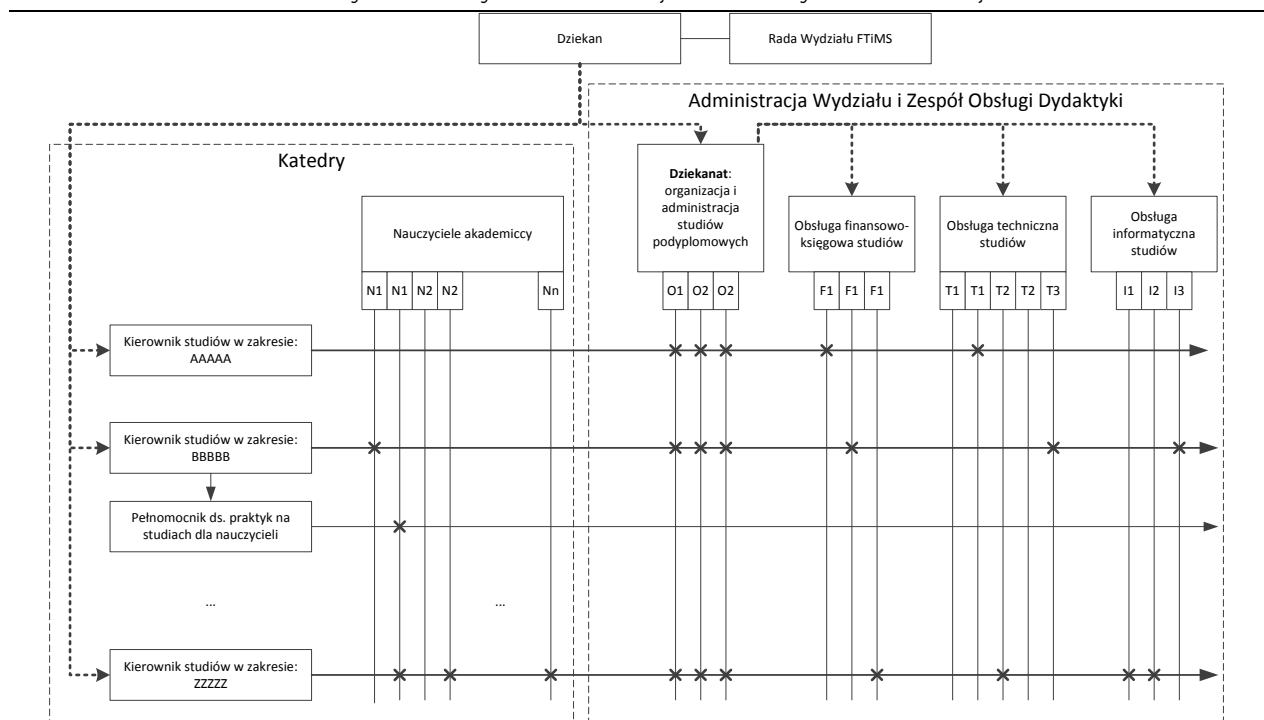 Dziekan
Rada Wydziału FTiMS
Administracja Wydziału i Zespół Obsługi Dydaktyki
Katedry
Nauczyciele akademiccy
Dziekanat:
organizacja i
administracja
studiów
podyplomowych
Obsługa finansowo-
księgowa studiów
Obsługa techniczna
studiów
Obsługa
informatyczna
studiów
N1 N1 N2 N2 Nn
O1 O2 O2
F1 F1 F1
T1 T1 T2 T2 T3
I1 I2 I3
Kierownik studiów w zakresie:
AAAAA
Kierownik studiów w zakresie:
BBBBB
Pełnomocnik ds. praktyk na
studiach dla nauczycieli
... ...
Kierownik studiów w zakresie:
ZZZZZ